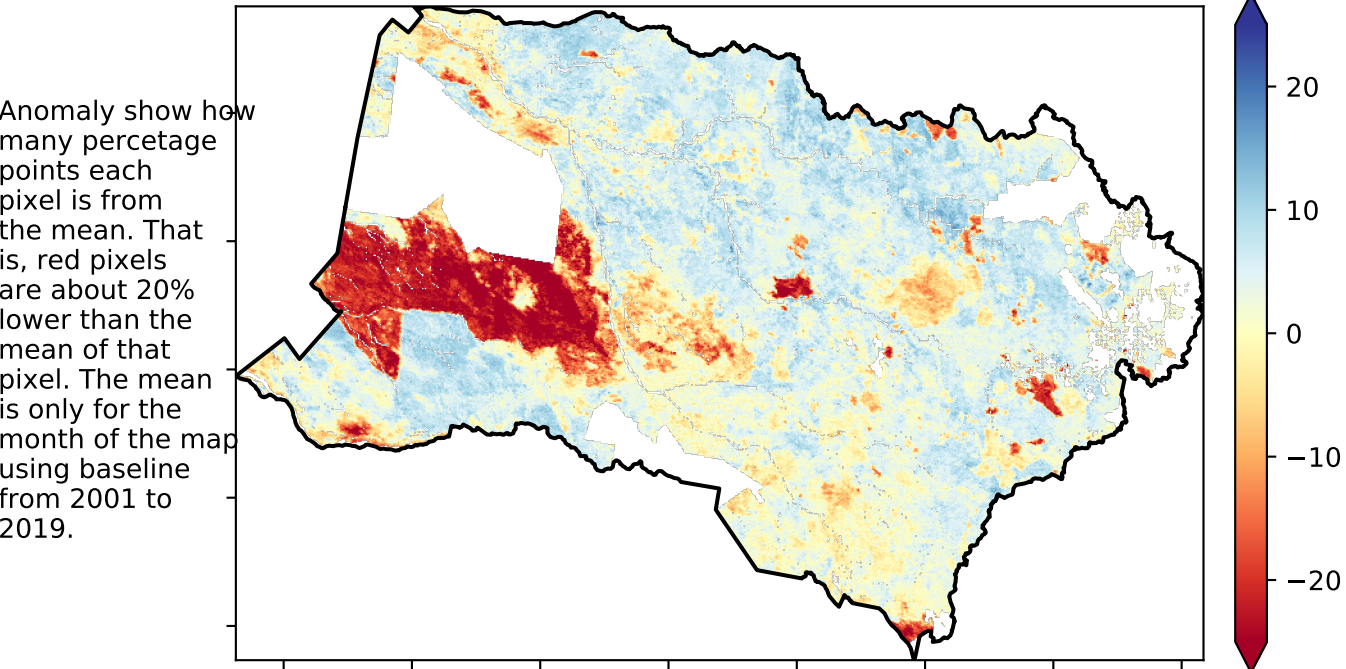 Anomaly show how
many percetage
points each
pixel is from
the mean. That
is, red pixels
are about 20%
lower than the
mean of that
pixel. The mean
is only for the
month of the map
using baseline
from 2001 to
2019.
20
10
0
−10
−20